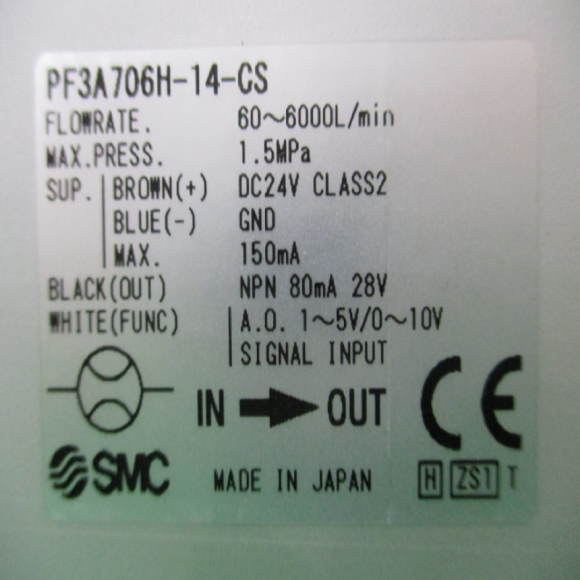 PF3A706H-14-CS
FLOWRATE. 60~6000L/min
MAX.PRESS. 1.5MPa
SUP. BROWN(+) DC24V CLASS2
BLUE(-) GND
MAX. 150mA
BLACK(OUT) NPN 80mA 28V
WHITE(FUNC) A.O. 1~5V/0~10V
SIGNAL INPUT
IN OUT CE
SMC MADE IN JAPAN H ZS1 T